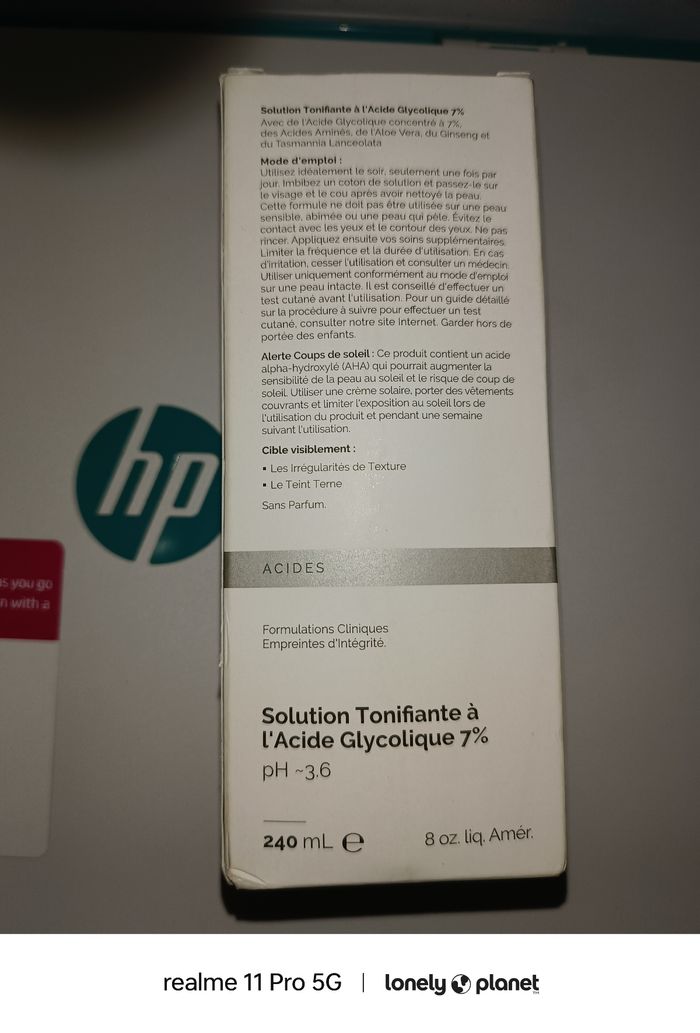 Solution Tonifiante à l'Acide Glycolique 7%
Avec de l'Acide Glycolique concentré à 7%,
des Acides Aminés, de l'Aloe Vera, du Ginseng et
du Tasmannia Lanceolata
Mode d'emploi :
Utilisez idéalement le soir, seulement une fois par
jour. Imbibez un coton de solution et passez-le sur
le visage et le cou après avoir nettoyé la peau.
Cette formule ne doit pas être utilisée sur une peau
sensible, abimée ou une peau qui pèle. Évitez le
contact avec les yeux et le contour des yeux. Ne pas
rincer. Appliquez ensuite vos soins supplémentaires.
Limiter la fréquence et la durée d'utilisation. En cas
d'irritation, cesser l'utilisation et consulter un médecin.
Utiliser uniquement conformément au mode d'emploi
sur une peau intacte. Il est conseillé d'effectuer un
test cutané avant l'utilisation. Pour un guide détaillé
sur la procédure à suivre pour effectuer un test
cutané, consulter notre site Internet. Garder hors de
portée des enfants.
Alerte Coups de soleil : Ce produit contient un acide
alpha-hydroxylé (AHA) qui pourrait augmenter la
sensibilité de la peau au soleil et le risque de coup de
soleil. Utiliser une crème solaire, porter des vêtements
couvrants et limiter l'exposition au soleil lors de
l'utilisation du produit et pendant une semaine
suivant l'utilisation.
Cible visiblement :
▪ Les Irrégularités de Texture
▪ Le Teint Terne
Sans Parfum.
hp
as you go
n with a
ACIDES
Formulations Cliniques
Empreintes d'Intégrité.
Solution Tonifiante à
l'Acide Glycolique 7%
pH ~3.6
240 mL ℮ 8 oz. liq. Amér.
realme 11 Pro 5G | lonely planet